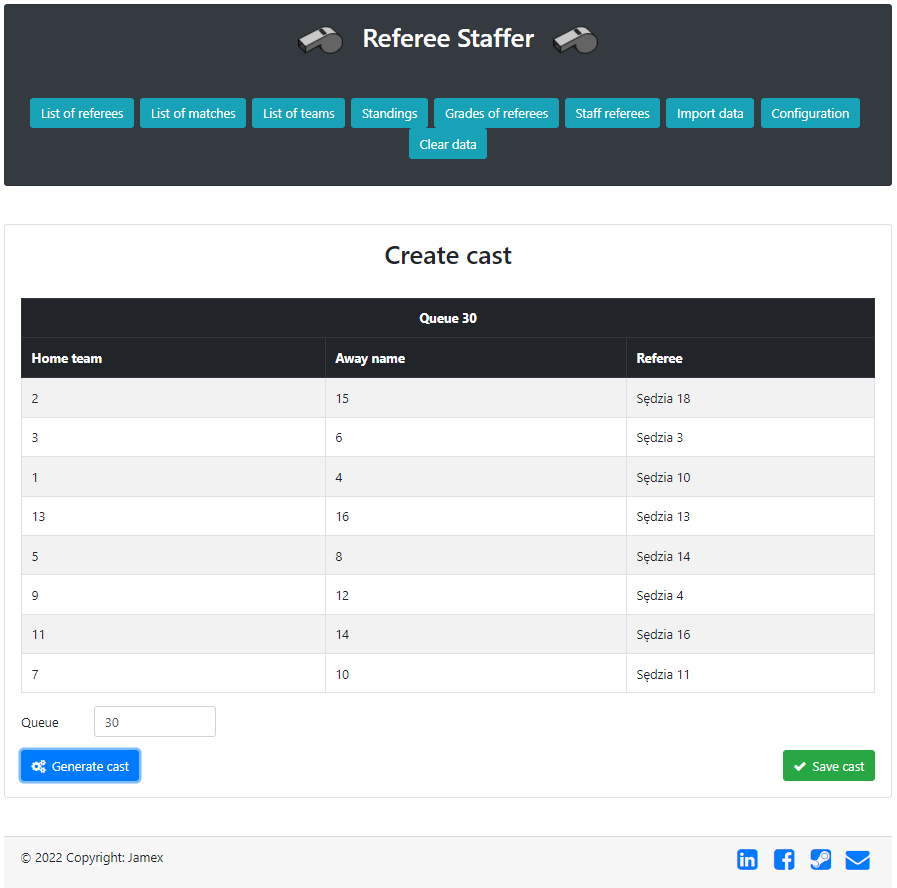 Referee Staffer
List of referees List of matches List of teams Standings Grades of referees Staff referees Import data Configuration
Clear data
Create cast
Queue 30
Home team Away name Referee
2 15 Sędzia 18
3 6 Sędzia 3
1 4 Sędzia 10
13 16 Sędzia 13
5 8 Sędzia 14
9 12 Sędzia 4
11 14 Sędzia 16
7 10 Sędzia 11
Queue 30
Generate cast Save cast
© 2022 Copyright: Jamex